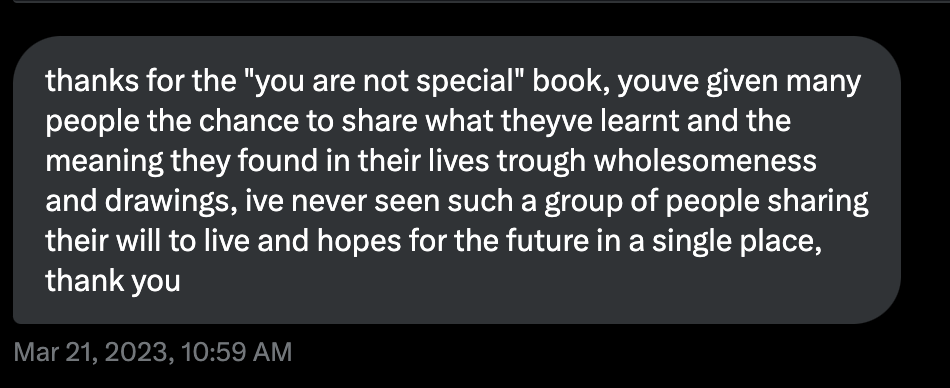 thanks for the "you are not special" book, youve given many
people the chance to share what theyve learnt and the
meaning they found in their lives trough wholesomeness
and drawings, ive never seen such a group of people sharing
their will to live and hopes for the future in a single place,
thank you
Mar 21, 2023, 10:59 AM